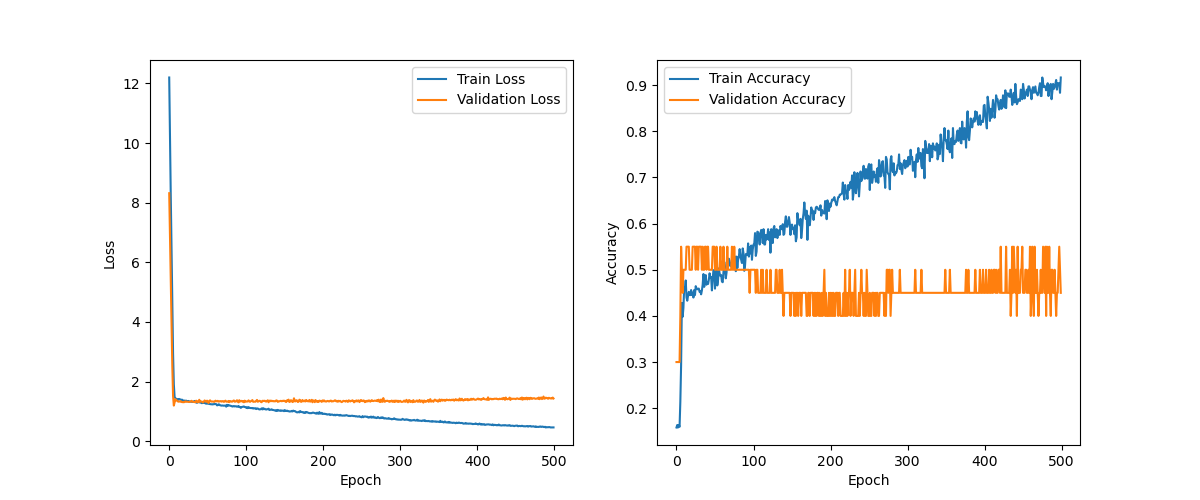 12
10
8
6
4
2
0
Loss
0 100 200 300 400 500
Epoch
Train Loss
Validation Loss
0.9
0.8
0.7
0.6
0.5
0.4
0.3
0.2
Accuracy
0 100 200 300 400 500
Epoch
Train Accuracy
Validation Accuracy